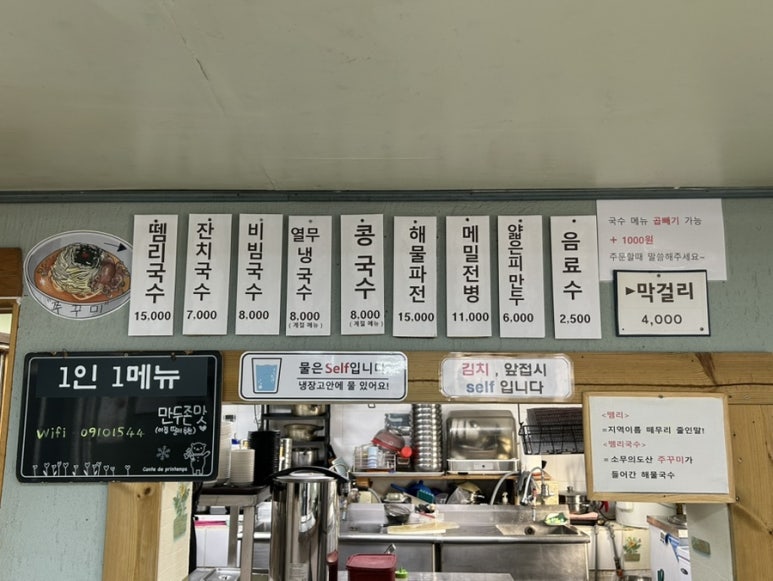 쭈꾸미
뗌리국수
15.000
잔치국수
7.000
비빔국수
8.000
열무
냉국수
8.000
(계절 메뉴)
콩국수
8.000
(계절 메뉴)
해물파전
15.000
메밀전병
11.000
얇은피만두
6.000
음료수
2.500
국수 메뉴 곱빼기 가능
+ 1000원
주문할때 말씀해주세요~
▶막걸리
4,000
1인 1메뉴
만두존맛
Wifi 09101544
Conte de printemps
물은Self입니다
냉장고안에 물 있어요!
김치, 앞접시
self 입니다
<뗌리>
=지역이름 떼무리 줄인말!
<뗌리국수>
=소무의도산 쭈꾸미가
들어간 해물국수